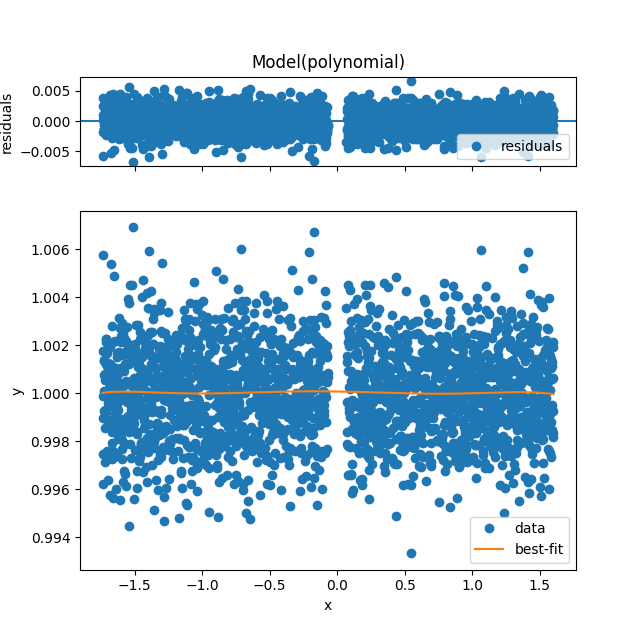 Model(polynomial)
residuals
0.005
0.000
−0.005
residuals
y
1.006
1.004
1.002
1.000
0.998
0.996
0.994
data
best-fit
−1.5 −1.0 −0.5 0.0 0.5 1.0 1.5
x